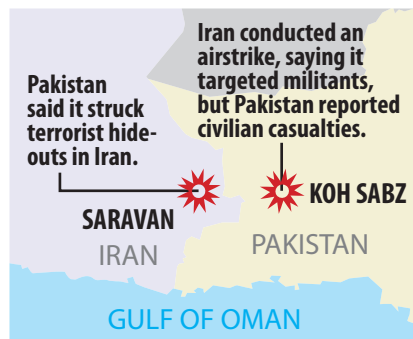 Pakistan
said it struck
terrorist hide-
outs in Iran.
Iran conducted an
airstrike, saying it
targeted militants,
but Pakistan reported
civilian casualties.
SARAVAN
KOH SABZ
IRAN
PAKISTAN
GULF OF OMAN